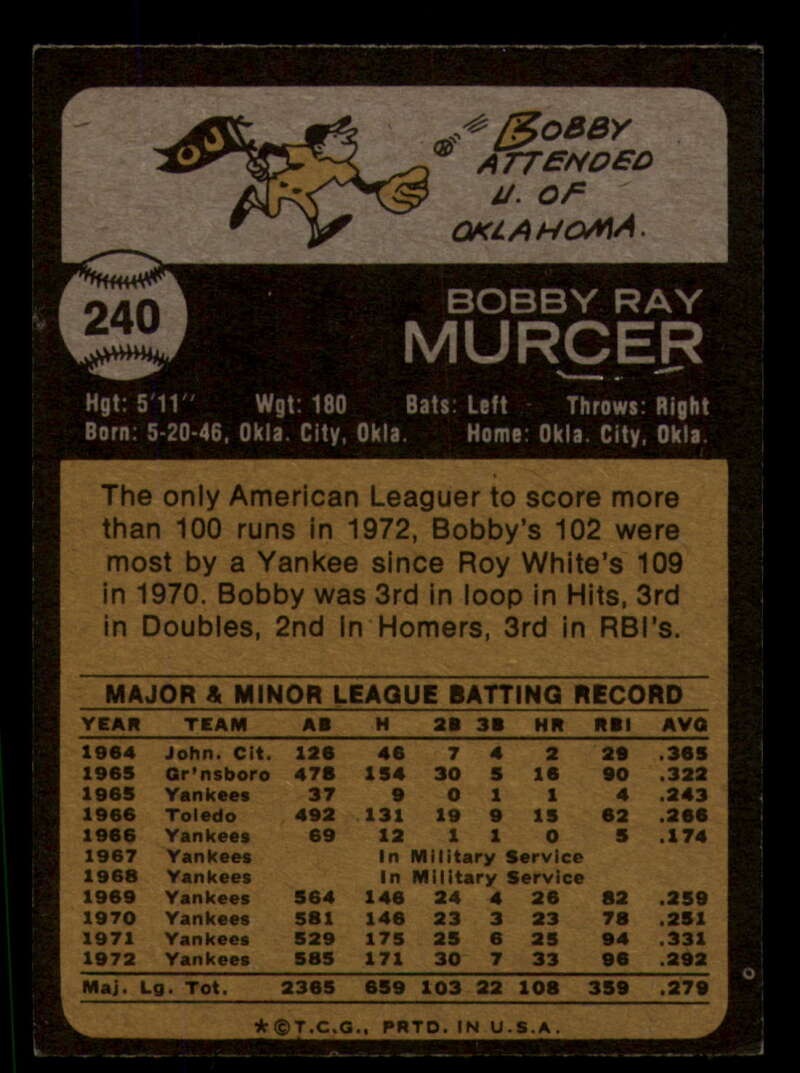 OU
BOBBY
ATTENDED
U. OF
OKLAHOMA.
240
BOBBY RAY
MURCER
Hgt: 5'11" Wgt: 180 Bats: Left Throws: Right
Born: 5-20-46, Okla. City, Okla. Home: Okla. City, Okla.
The only American Leaguer to score more
than 100 runs in 1972, Bobby's 102 were
most by a Yankee since Roy White's 109
in 1970. Bobby was 3rd in loop in Hits, 3rd
in Doubles, 2nd in Homers, 3rd in RBI's.
MAJOR & MINOR LEAGUE BATTING RECORD
YEAR TEAM AB H 2B 3B HR RBI AVG
1964 John. Cit. 126 46 7 4 2 29 .365
1965 Gr'nsboro 478 154 30 5 16 90 .322
1965 Yankees 37 9 0 1 1 4 .243
1966 Toledo 492 131 19 9 15 62 .266
1966 Yankees 69 12 1 1 0 5 .174
1967 Yankees In Military Service
1968 Yankees In Military Service
1969 Yankees 564 146 24 4 26 82 .259
1970 Yankees 581 146 23 3 23 78 .251
1971 Yankees 529 175 25 6 25 94 .331
1972 Yankees 585 171 30 7 33 96 .292
Maj. Lg. Tot. 2365 659 103 22 108 359 .279
*©T.C.G., PRTD. IN U.S.A.